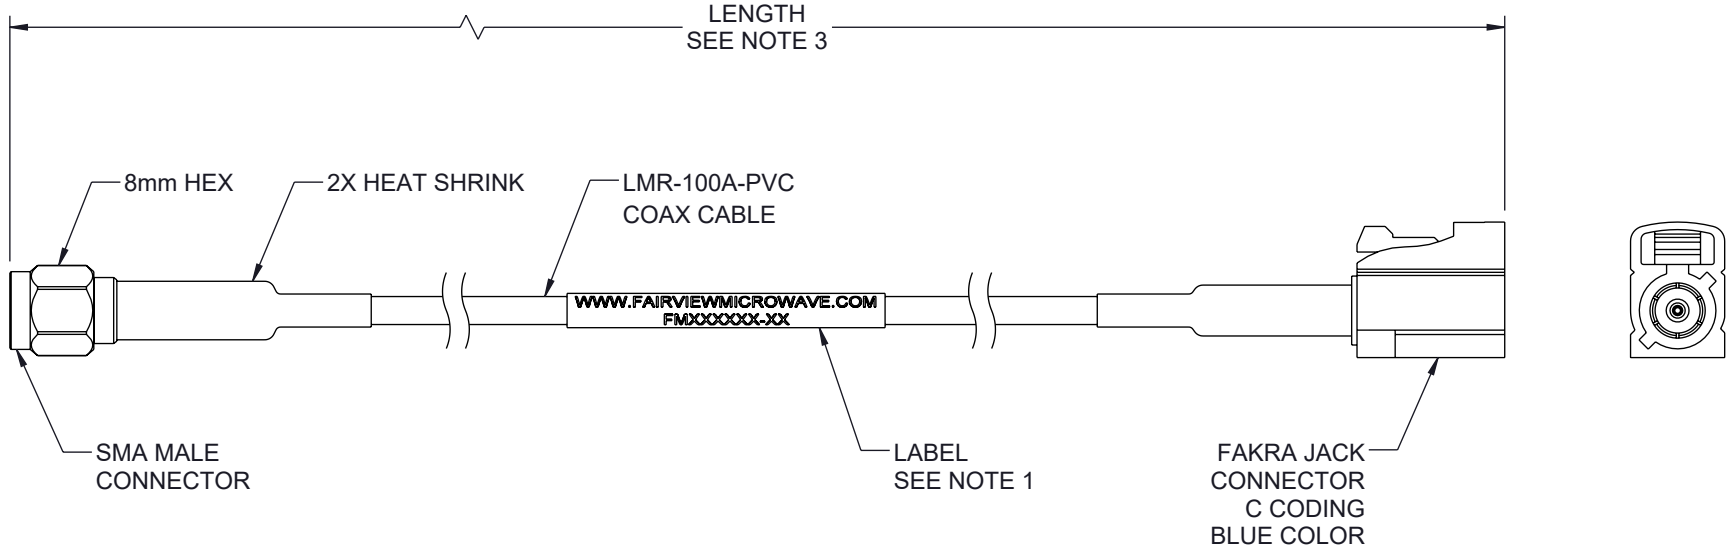 LENGTH
SEE NOTE 3
8mm HEX
2X HEAT SHRINK
LMR-100A-PVC
COAX CABLE
WWW.FAIRVIEWMICROWAVE.COM
FMXXXXXX-XX
SMA MALE
CONNECTOR
LABEL
SEE NOTE 1
FAKRA JACK
CONNECTOR
C CODING
BLUE COLOR